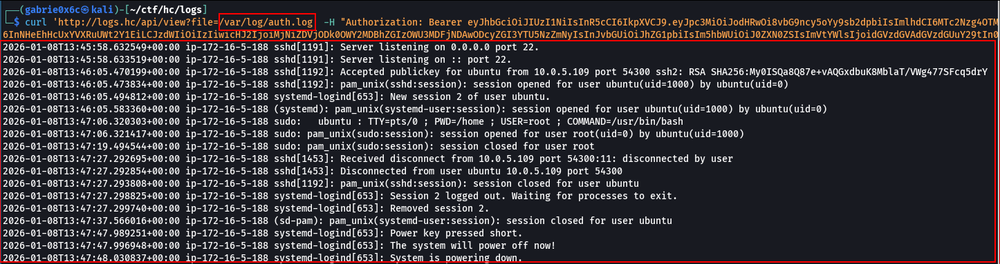 ┌──(gabrie0x6c㉿kali)-[~/ctf/hc/logs]
└─$ curl 'http://logs.hc/api/view?file=/var/log/auth.log -H "Authorization: Bearer
2026-01-08T13:45:58.632549+00:00 ip-172-16-5-188 sshd[1191]: Server listening on 0.0.0.0 port 22.
2026-01-08T13:45:58.633519+00:00 ip-172-16-5-188 sshd[1191]: Server listening on :: port 22.
2026-01-08T13:46:05.470199+00:00 ip-172-16-5-188 sshd[1192]: Accepted publickey for ubuntu from 10.0.5.109 port 54300 ssh2: RSA SHA256:My0ISQa8Q87e+vAQGxdbuK8MblaT/VWg477SFcq5drY
2026-01-08T13:46:05.473834+00:00 ip-172-16-5-188 sshd[1192]: pam_unix(sshd:session): session opened for user ubuntu(uid=1000) by ubuntu(uid=0)
2026-01-08T13:46:05.494812+00:00 ip-172-16-5-188 systemd-logind[653]: New session 2 of user ubuntu.
2026-01-08T13:46:05.583360+00:00 ip-172-16-5-188 (systemd): pam_unix(systemd-user:session): session opened for user ubuntu(uid=1000) by ubuntu(uid=0)
2026-01-08T13:47:06.320303+00:00 ip-172-16-5-188 sudo:   ubuntu : TTY=pts/0 ; PWD=/home ; USER=root ; COMMAND=/usr/bin/bash
2026-01-08T13:47:06.321417+00:00 ip-172-16-5-188 sudo: pam_unix(sudo:session): session opened for user root(uid=0) by ubuntu(uid=1000)
2026-01-08T13:47:19.494544+00:00 ip-172-16-5-188 sudo: pam_unix(sudo:session): session closed for user root
2026-01-08T13:47:27.292695+00:00 ip-172-16-5-188 sshd[1453]: Received disconnect from 10.0.5.109 port 54300:11: disconnected by user
2026-01-08T13:47:27.292854+00:00 ip-172-16-5-188 sshd[1453]: Disconnected from user ubuntu 10.0.5.109 port 54300
2026-01-08T13:47:27.293808+00:00 ip-172-16-5-188 sshd[1192]: pam_unix(sshd:session): session closed for user ubuntu
2026-01-08T13:47:27.298825+00:00 ip-172-16-5-188 systemd-logind[653]: Session 2 logged out. Waiting for processes to exit.
2026-01-08T13:47:27.299740+00:00 ip-172-16-5-188 systemd-logind[653]: Removed session 2.
2026-01-08T13:47:37.566016+00:00 ip-172-16-5-188 (sd-pam): pam_unix(systemd-user:session): session closed for user ubuntu
2026-01-08T13:47:47.989251+00:00 ip-172-16-5-188 systemd-logind[653]: Power key pressed short.
2026-01-08T13:47:47.996948+00:00 ip-172-16-5-188 systemd-logind[653]: The system will power off now!
2026-01-08T13:47:48.030837+00:00 ip-172-16-5-188 systemd-logind[653]: System is powering down.